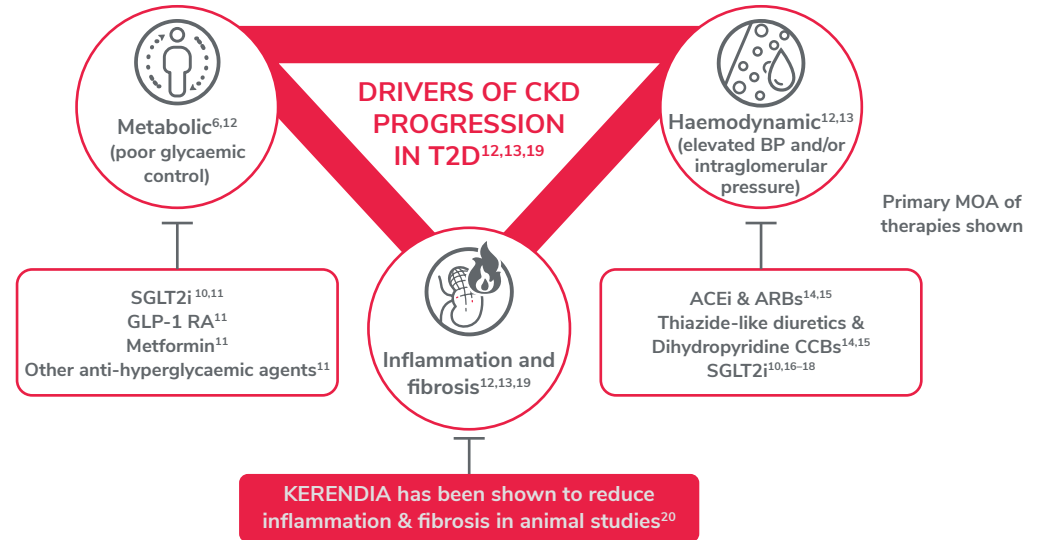 DRIVERS OF CKD
PROGRESSION
IN T2D12,13,19
Metabolic6,12
(poor glycaemic
control)
Haemodynamic12,13
(elevated BP and/or
intraglomerular
pressure)
Primary MOA of
therapies shown
SGLT2i 10,11
GLP-1 RA11
Metformin11
Other anti-hyperglycaemic agents11
Inflammation and
fibrosis12,13,19
ACEi & ARBs14,15
Thiazide-like diuretics &
Dihydropyridine CCBs14,15
SGLT2i10,16–18
KERENDIA has been shown to reduce
inflammation & fibrosis in animal studies20